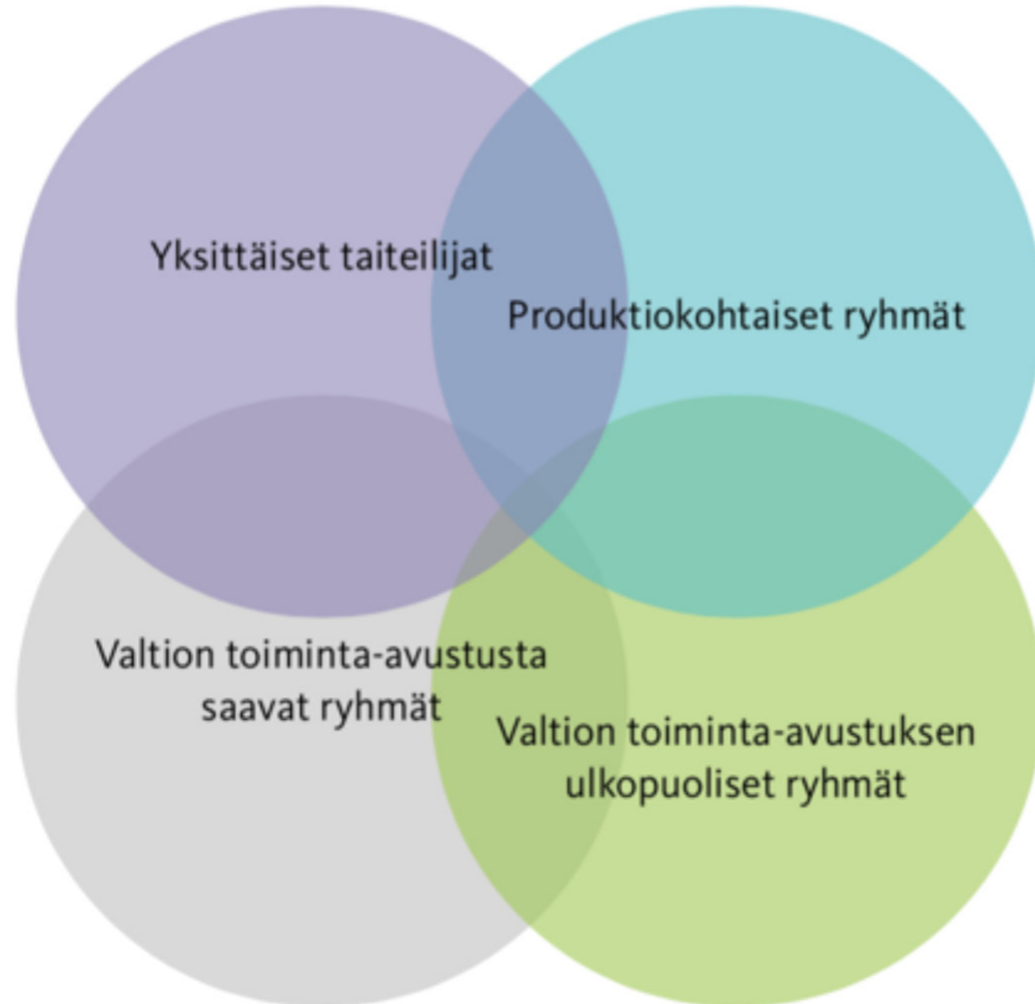 Yksittäiset taiteilijat
Produktiokohtaiset ryhmät
Valtion toiminta-avustusta
saavat ryhmät
Valtion toiminta-avustuksen
ulkopuoliset ryhmät